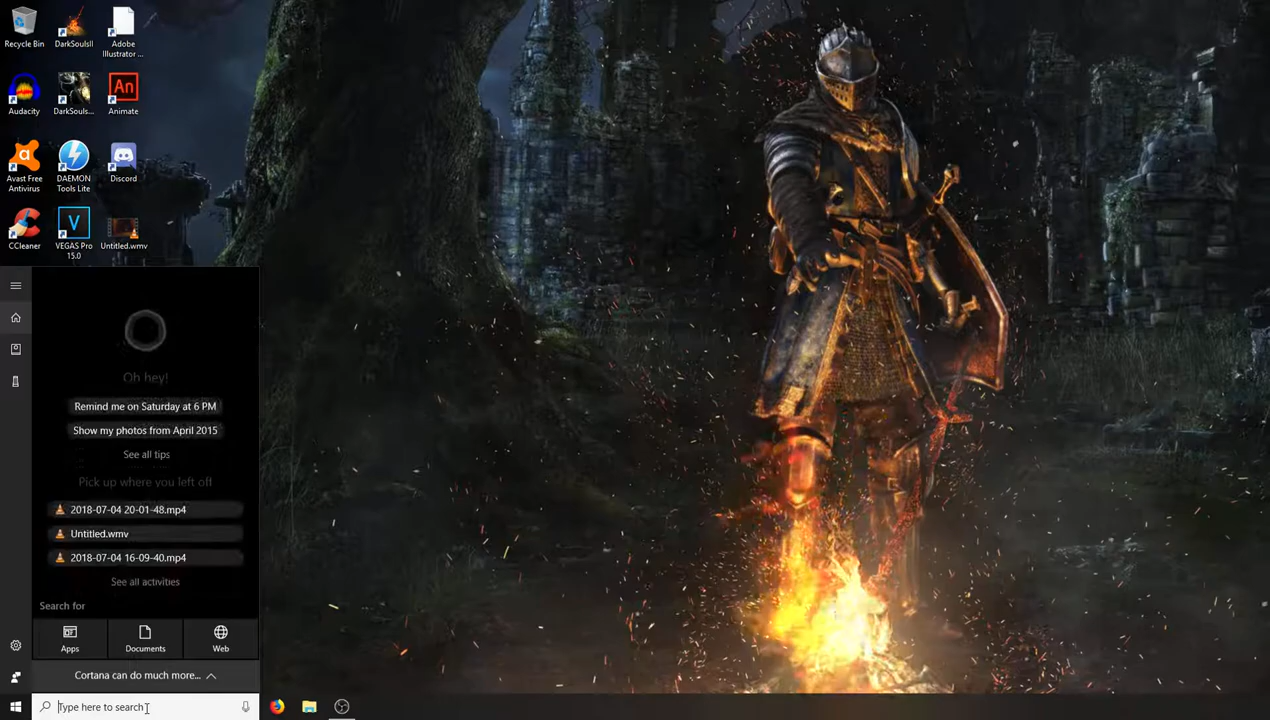 Recycle Bin
DarkSoulsII
Adobe
Illustrator ...
Audacity
DarkSouls...
An
Animate
Avast Free
Antivirus
DAEMON
Tools Lite
Discord
CCleaner
V
VEGAS Pro
15.0
Untitled.wmv
Oh hey!
Remind me on Saturday at 6 PM
Show my photos from April 2015
See all tips
Pick up where you left off
2018-07-04 20-01-48.mp4
Untitled.wmv
2018-07-04 16-09-40.mp4
See all activities
Search for
Apps
Documents
Web
Cortana can do much more...
Type here to search